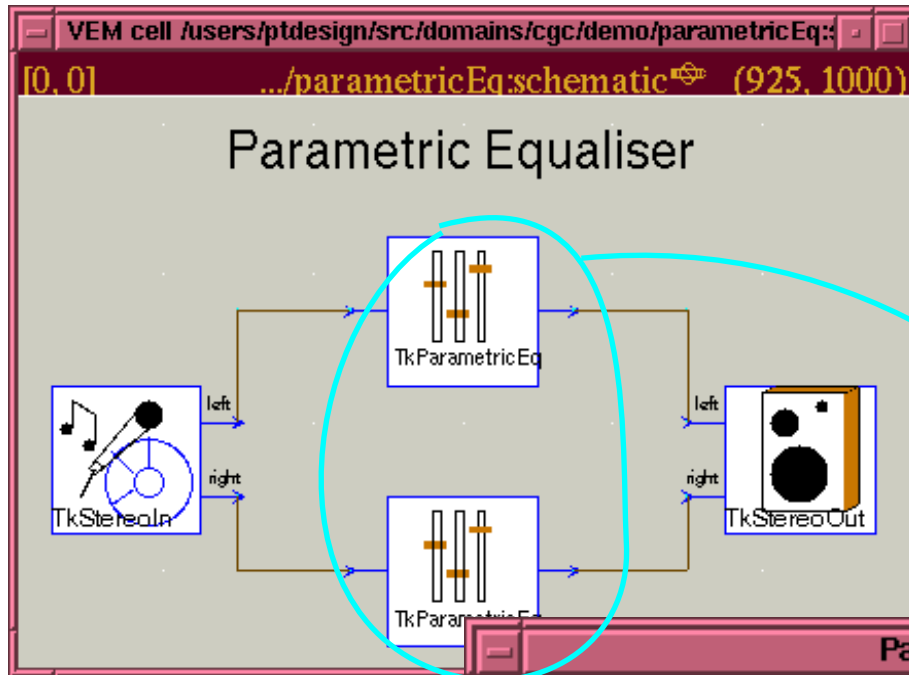 VEM cell /users/ptdesign/src/domains/cgc/demo/parametricEq:
[0, 0] .../parametricEq:schematic (925, 1000)
Parametric Equaliser
TkParametricEq
left
left
right
right
TkStereoIn
TkStereoOut
TkParametricEq
Pa